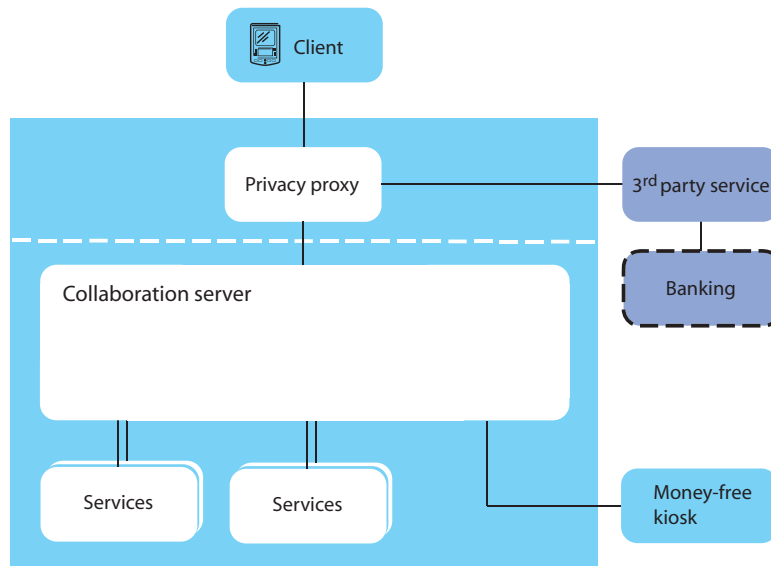 Client
Privacy proxy
3rd party service
Banking
Collaboration server
Services
Services
Money-free
kiosk